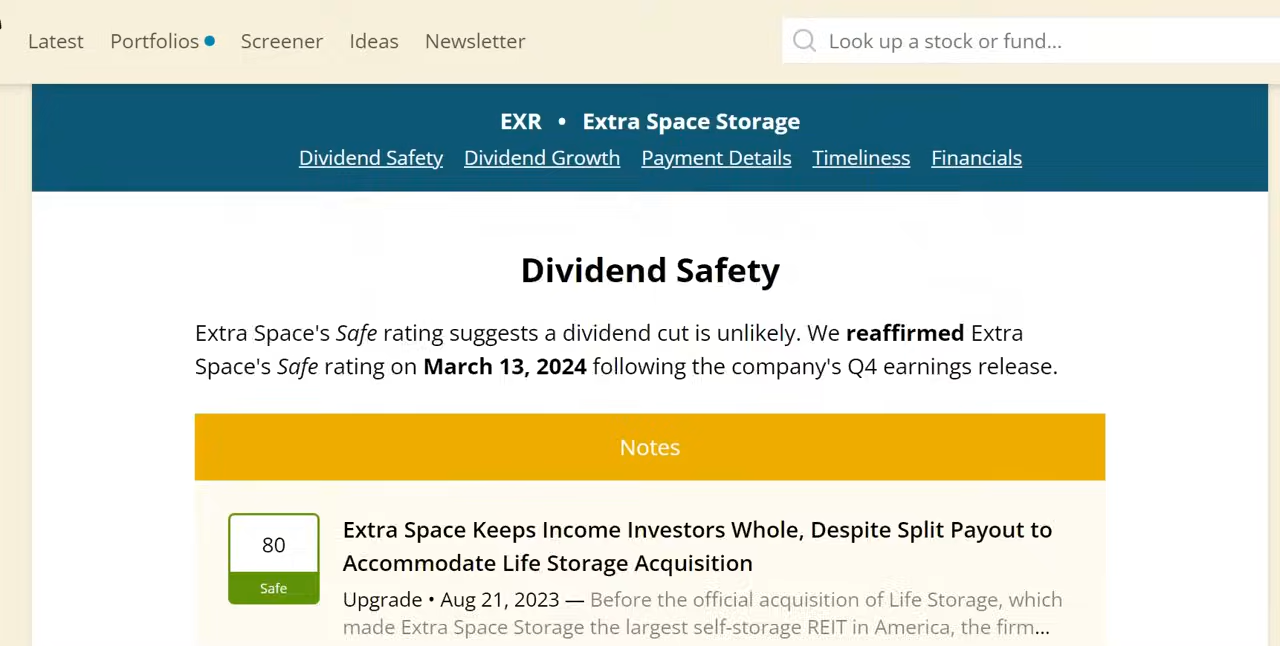 Latest Portfolios Screener Ideas Newsletter Look up a stock or fund...
EXR • Extra Space Storage
Dividend Safety Dividend Growth Payment Details Timeliness Financials
Dividend Safety
Extra Space's Safe rating suggests a dividend cut is unlikely. We reaffirmed Extra
Space's Safe rating on March 13, 2024 following the company's Q4 earnings release.
Notes
80
Safe
Extra Space Keeps Income Investors Whole, Despite Split Payout to
Accommodate Life Storage Acquisition
Upgrade • Aug 21, 2023 — Before the official acquisition of Life Storage, which
made Extra Space Storage the largest self-storage REIT in America, the firm...